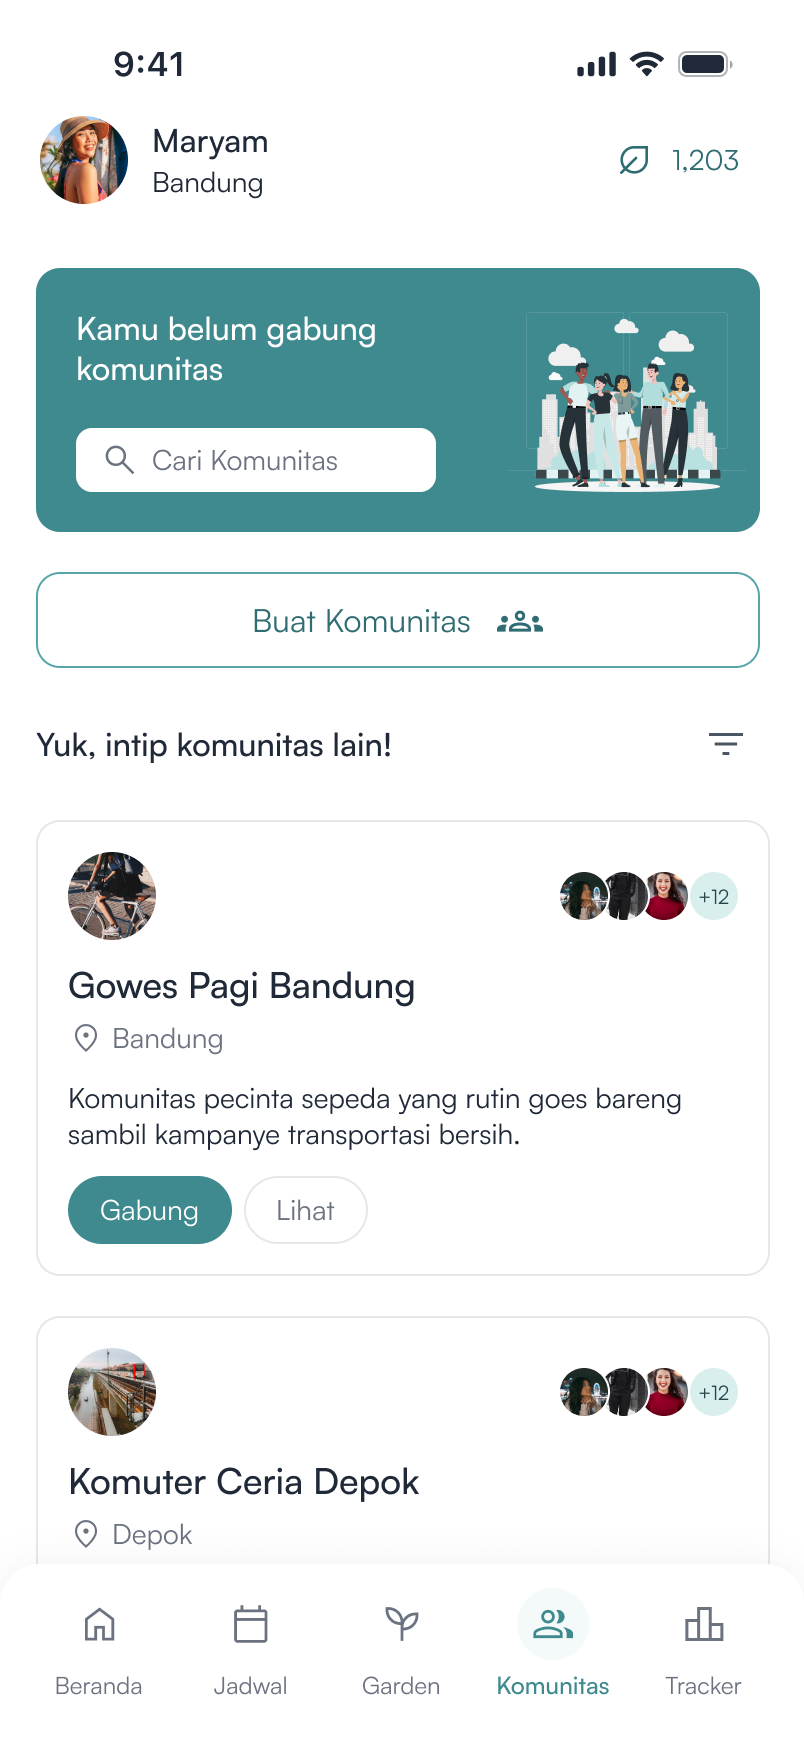 9:41
Maryam
Bandung
1,203
Kamu belum gabung
komunitas
Cari Komunitas
Buat Komunitas
Yuk, intip komunitas lain!
+12
Gowes Pagi Bandung
Bandung
Komunitas pecinta sepeda yang rutin goes bareng
sambil kampanye transportasi bersih.
Gabung
Lihat
+12
Komuter Ceria Depok
Depok
Beranda
Jadwal
Garden
Komunitas
Tracker